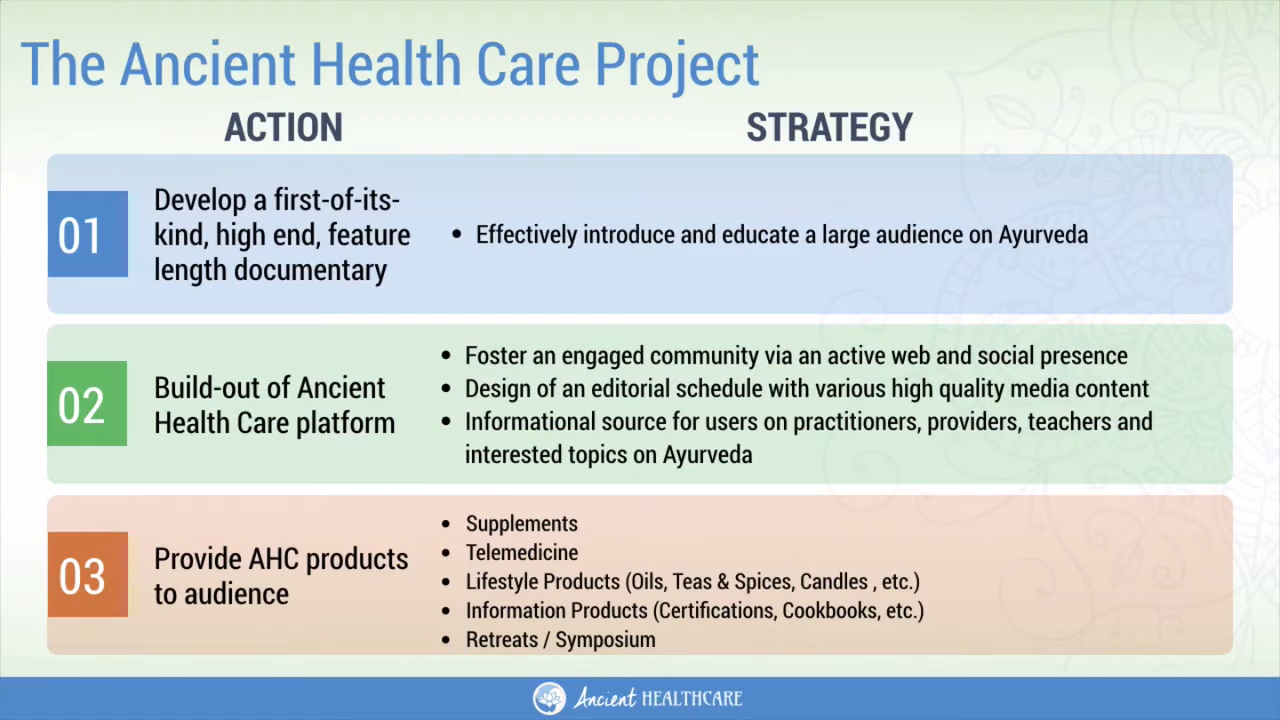 The Ancient Health Care Project
ACTION
STRATEGY
01
Develop a first-of-its-
kind, high end, feature
length documentary
• Effectively introduce and educate a large audience on Ayurveda
02
Build-out of Ancient
Health Care platform
• Foster an engaged community via an active web and social presence
• Design of an editorial schedule with various high quality media content
• Informational source for users on practitioners, providers, teachers and
interested topics on Ayurveda
03
Provide AHC products
to audience
• Supplements
• Telemedicine
• Lifestyle Products (Oils, Teas & Spices, Candles , etc.)
• Information Products (Certifications, Cookbooks, etc.)
• Retreats / Symposium
Ancient HEALTHCARE